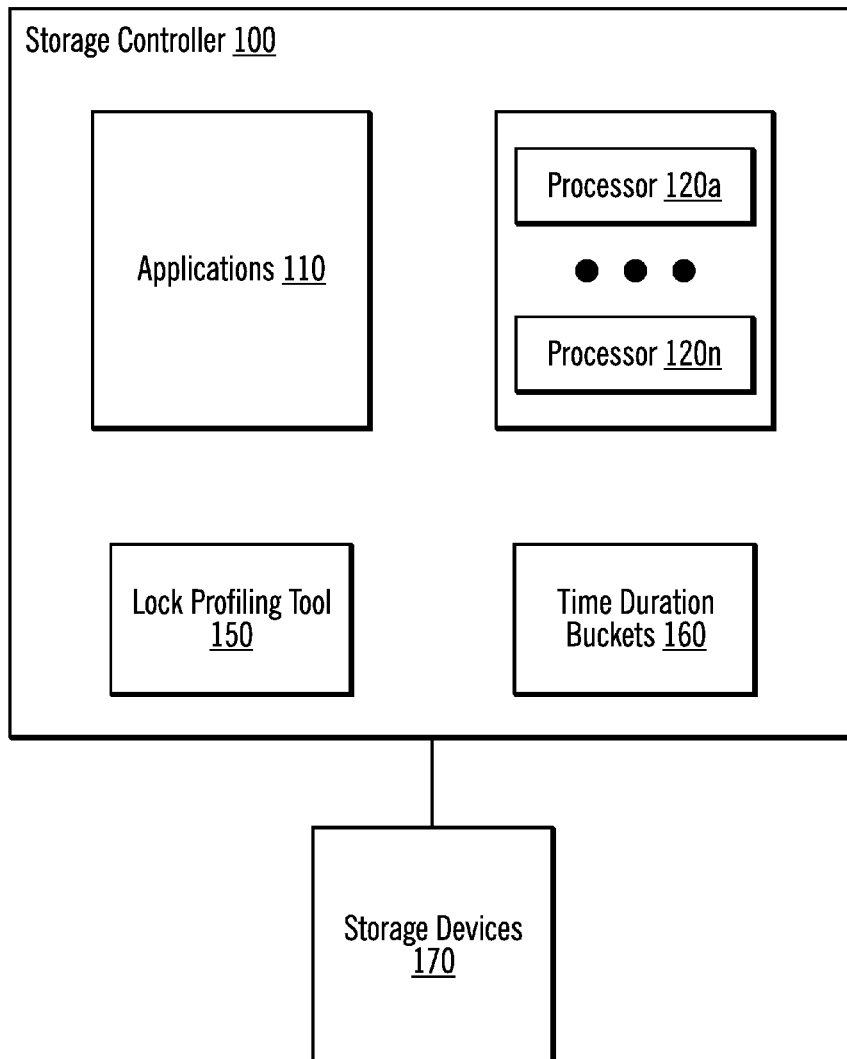 Storage Controller 100
Applications 110
Processor 120a
Processor 120n
Lock Profiling Tool
150
Time Duration
Buckets 160
Storage Devices
170